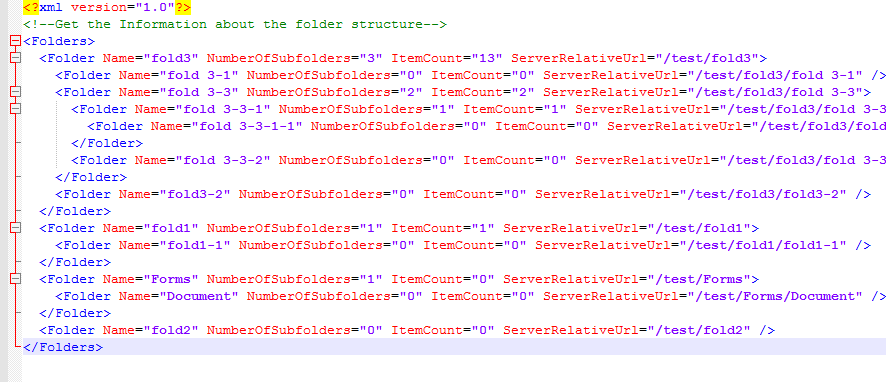 <?xml version="1.0"?>
<!--Get the Information about the folder structure-->
<Folders>
<Folder Name="fold3" NumberOfSubfolders="3" ItemCount="13" ServerRelativeUrl="/test/fold3">
<Folder Name="fold 3-1" NumberOfSubfolders="0" ItemCount="0" ServerRelativeUrl="/test/fold3/fold 3-1" />
<Folder Name="fold 3-3" NumberOfSubfolders="2" ItemCount="2" ServerRelativeUrl="/test/fold3/fold 3-3">
<Folder Name="fold 3-3-1" NumberOfSubfolders="1" ItemCount="1" ServerRelativeUrl="/test/fold3/fold 3-3
<Folder Name="fold 3-3-1-1" NumberOfSubfolders="0" ItemCount="0" ServerRelativeUrl="/test/fold3/fold
</Folder>
<Folder Name="fold 3-3-2" NumberOfSubfolders="0" ItemCount="0" ServerRelativeUrl="/test/fold3/fold 3-3
</Folder>
<Folder Name="fold3-2" NumberOfSubfolders="0" ItemCount="0" ServerRelativeUrl="/test/fold3/fold3-2" />
</Folder>
<Folder Name="fold1" NumberOfSubfolders="1" ItemCount="1" ServerRelativeUrl="/test/fold1">
<Folder Name="fold1-1" NumberOfSubfolders="0" ItemCount="0" ServerRelativeUrl="/test/fold1/fold1-1" />
</Folder>
<Folder Name="Forms" NumberOfSubfolders="1" ItemCount="0" ServerRelativeUrl="/test/Forms">
<Folder Name="Document" NumberOfSubfolders="0" ItemCount="0" ServerRelativeUrl="/test/Forms/Document" />
</Folder>
<Folder Name="fold2" NumberOfSubfolders="0" ItemCount="0" ServerRelativeUrl="/test/fold2" />
</Folders>